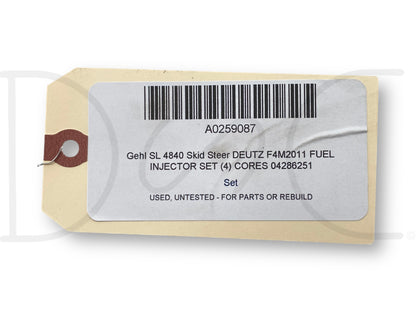 A0259087
Gehl SL 4840 Skid Steer DEUTZ F4M2011 FUEL
INJECTOR SET (4) CORES 04286251
Set
USED, UNTESTED - FOR PARTS OR REBUILD